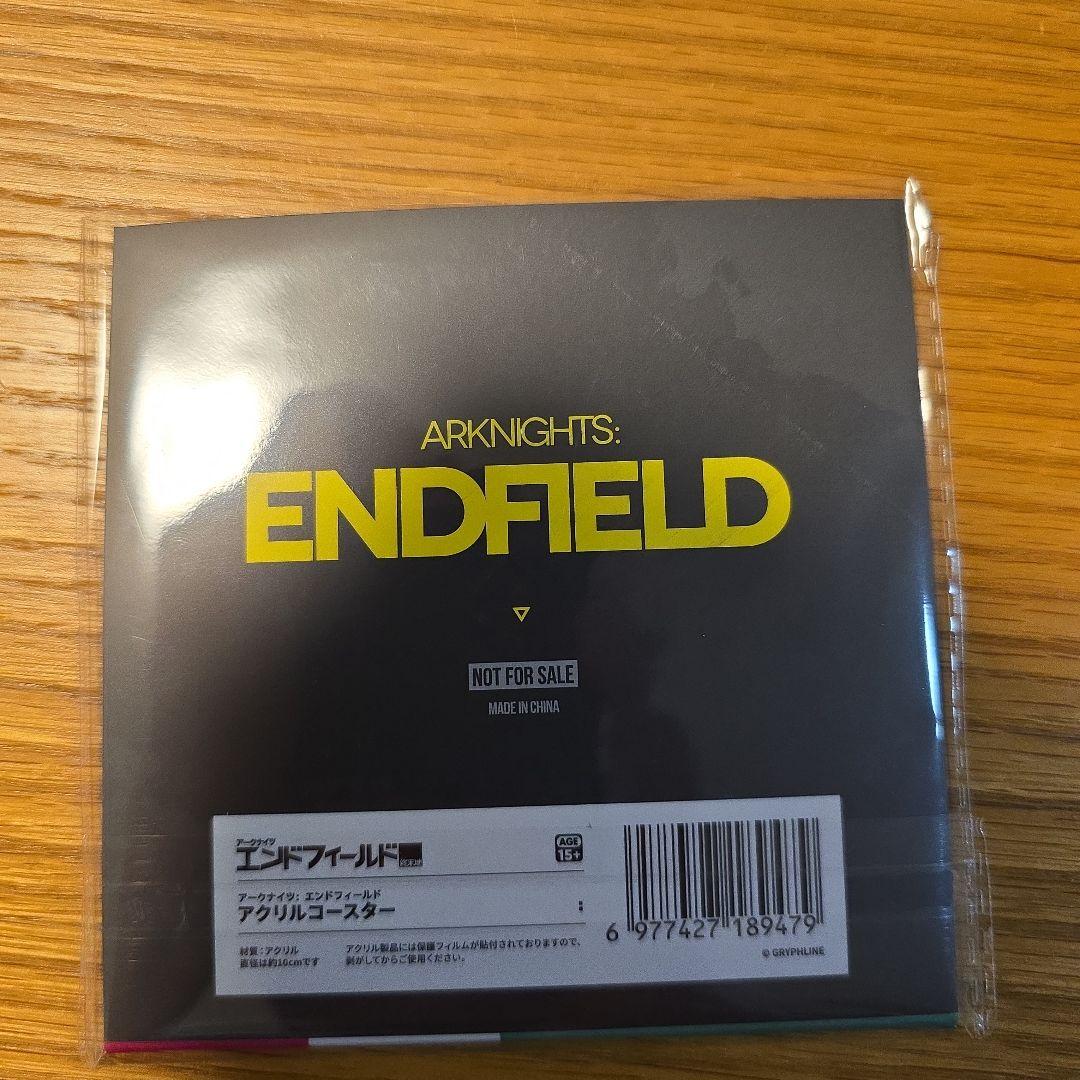 ARKNIGHTS:
ENDFIELD
NOT FOR SALE
MADE IN CHINA
アークナイツ
エンドフィールド
AGE
15+
アークナイツ: エンドフィールド
アクリルコースター
:
材質:アクリル
直径は約10cmです
アクリル製品には保護フィルムが貼付されておりますので、
剥がしてからご使用ください。
6 977427 189479
© GRYPHLINE